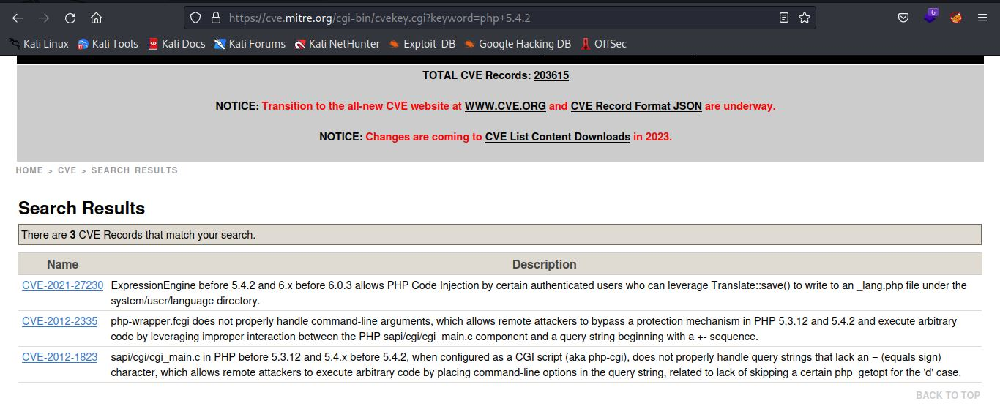 https://cve.mitre.org/cgi-bin/cvekey.cgi?keyword=php+5.4.2
6
Kali Linux Kali Tools Kali Docs Kali Forums Kali NetHunter Exploit-DB Google Hacking DB OffSec
TOTAL CVE Records: 203615
NOTICE: Transition to the all-new CVE website at WWW.CVE.ORG and CVE Record Format JSON are underway.
NOTICE: Changes are coming to CVE List Content Downloads in 2023.
HOME > CVE > SEARCH RESULTS
Search Results
There are 3 CVE Records that match your search.
Name Description
CVE-2021-27230 ExpressionEngine before 5.4.2 and 6.x before 6.0.3 allows PHP Code Injection by certain authenticated users who can leverage Translate::save() to write to an _lang.php file under the
system/user/language directory.
CVE-2012-2335 php-wrapper.fcgi does not properly handle command-line arguments, which allows remote attackers to bypass a protection mechanism in PHP 5.3.12 and 5.4.2 and execute arbitrary
code by leveraging improper interaction between the PHP sapi/cgi/cgi_main.c component and a query string beginning with a +- sequence.
CVE-2012-1823 sapi/cgi/cgi_main.c in PHP before 5.3.12 and 5.4.x before 5.4.2, when configured as a CGI script (aka php-cgi), does not properly handle query strings that lack an = (equals sign)
character, which allows remote attackers to execute arbitrary code by placing command-line options in the query string, related to lack of skipping a certain php_getopt for the 'd' case.
BACK TO TOP